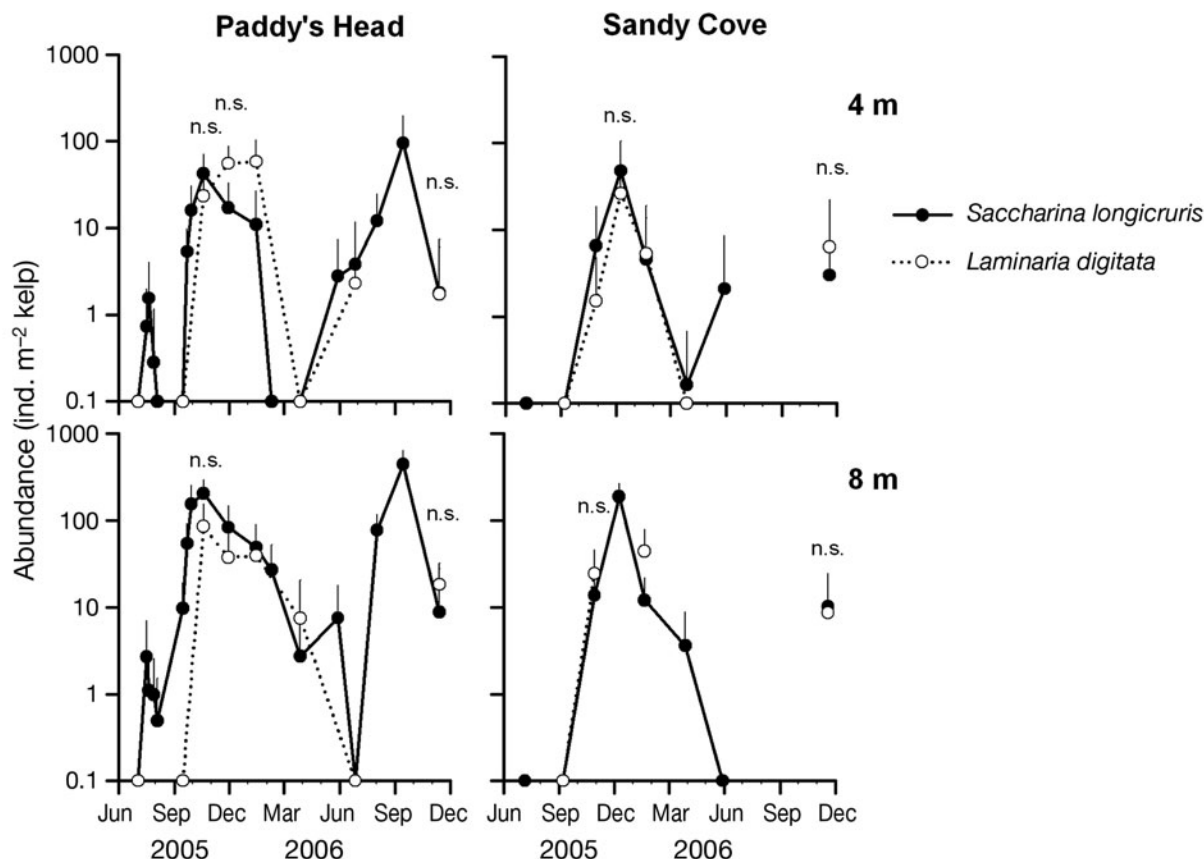 Paddy's Head
Sandy Cove
1000
100
10
1
0.1
n.s.
n.s.
n.s.
n.s.
n.s.
4 m
Saccharina longicruris
Laminaria digitata
Abundance (ind. m⁻² kelp)
1000
100
10
1
0.1
n.s.
n.s.
n.s.
n.s.
8 m
Jun Sep Dec Mar Jun Sep Dec
2005 2006
Jun Sep Dec Mar Jun Sep Dec
2005 2006